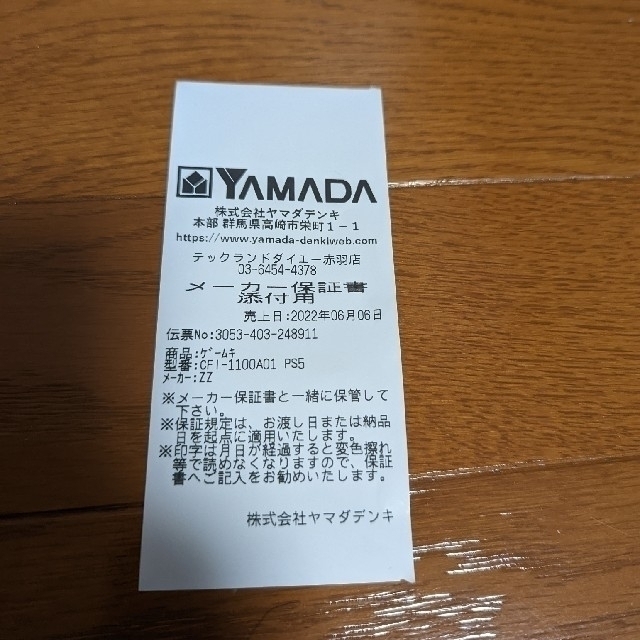 YAMADA
株式会社ヤマダデンキ
本部 群馬県高崎市栄町1-1
https://www.yamada-denkiweb.com
テックランドダイエー赤羽店
03-6454-4378
メーカー保証書
添付用
売上日:2022年06月06日
伝票No:3053-403-248911
商品:ゲームキ
型番:CFI-1100A01 PS5
メーカー:ZZ
※メーカー保証書と一緒に保管して
下さい。
※保証規定は、お渡し日または納品
日を起点に適用いたします。
※印字は月日が経過すると変色擦れ
等で読めなくなりますので、保証
書へご記入をお勧めいたします。
株式会社ヤマダデンキ